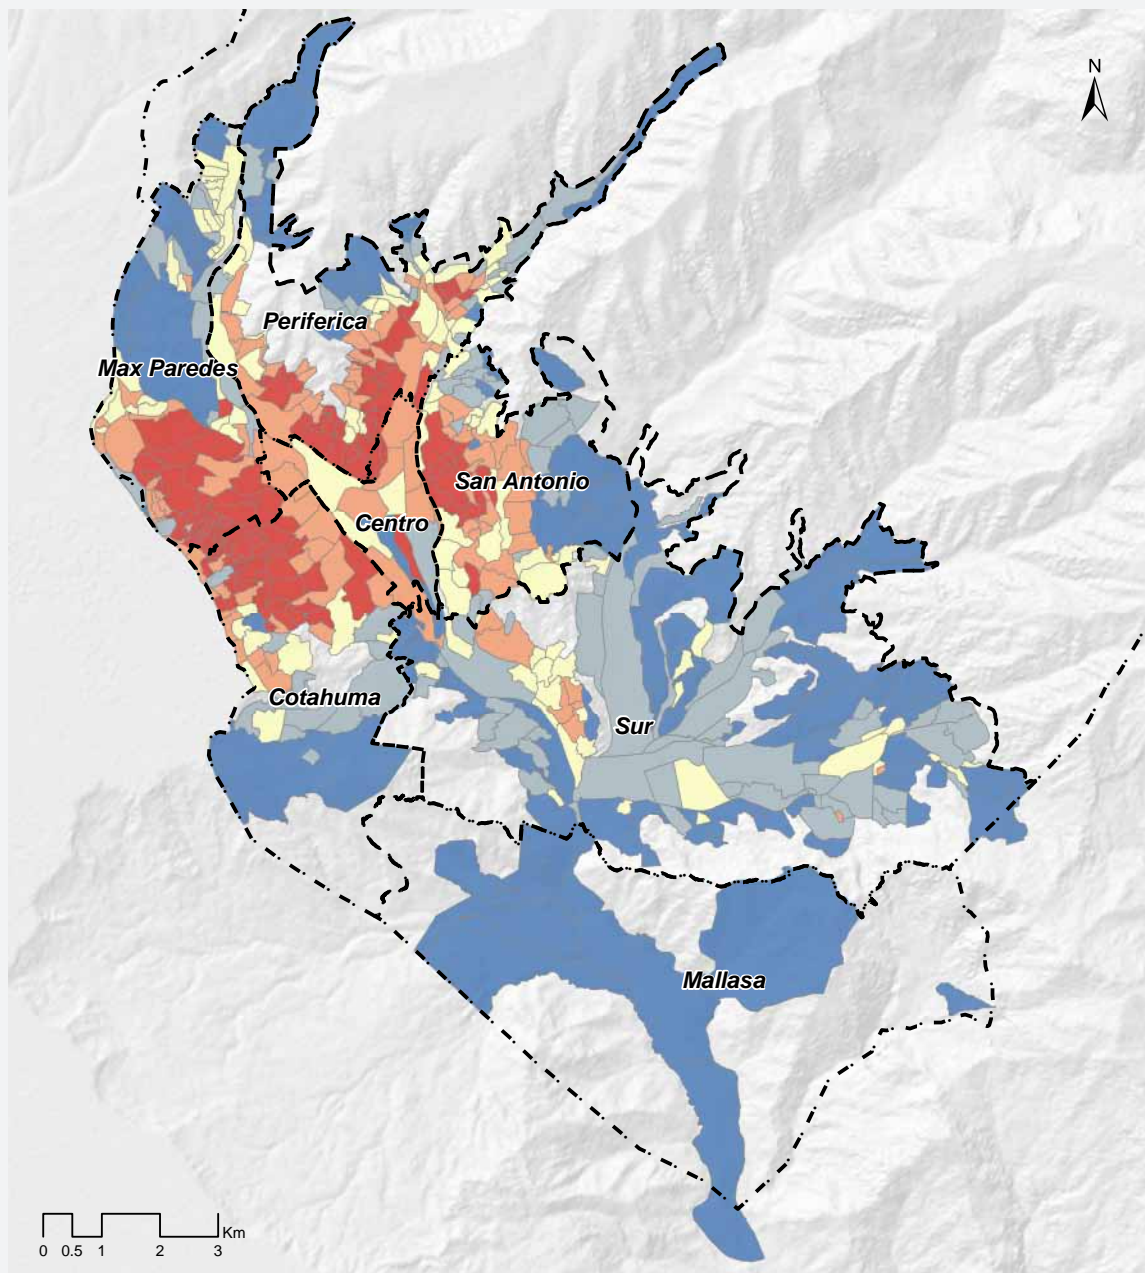 N
Periferica
Max Paredes
San Antonio
Centro
Cotahuma
Sur
Mallasa
Km
0 0.5 1 2 3